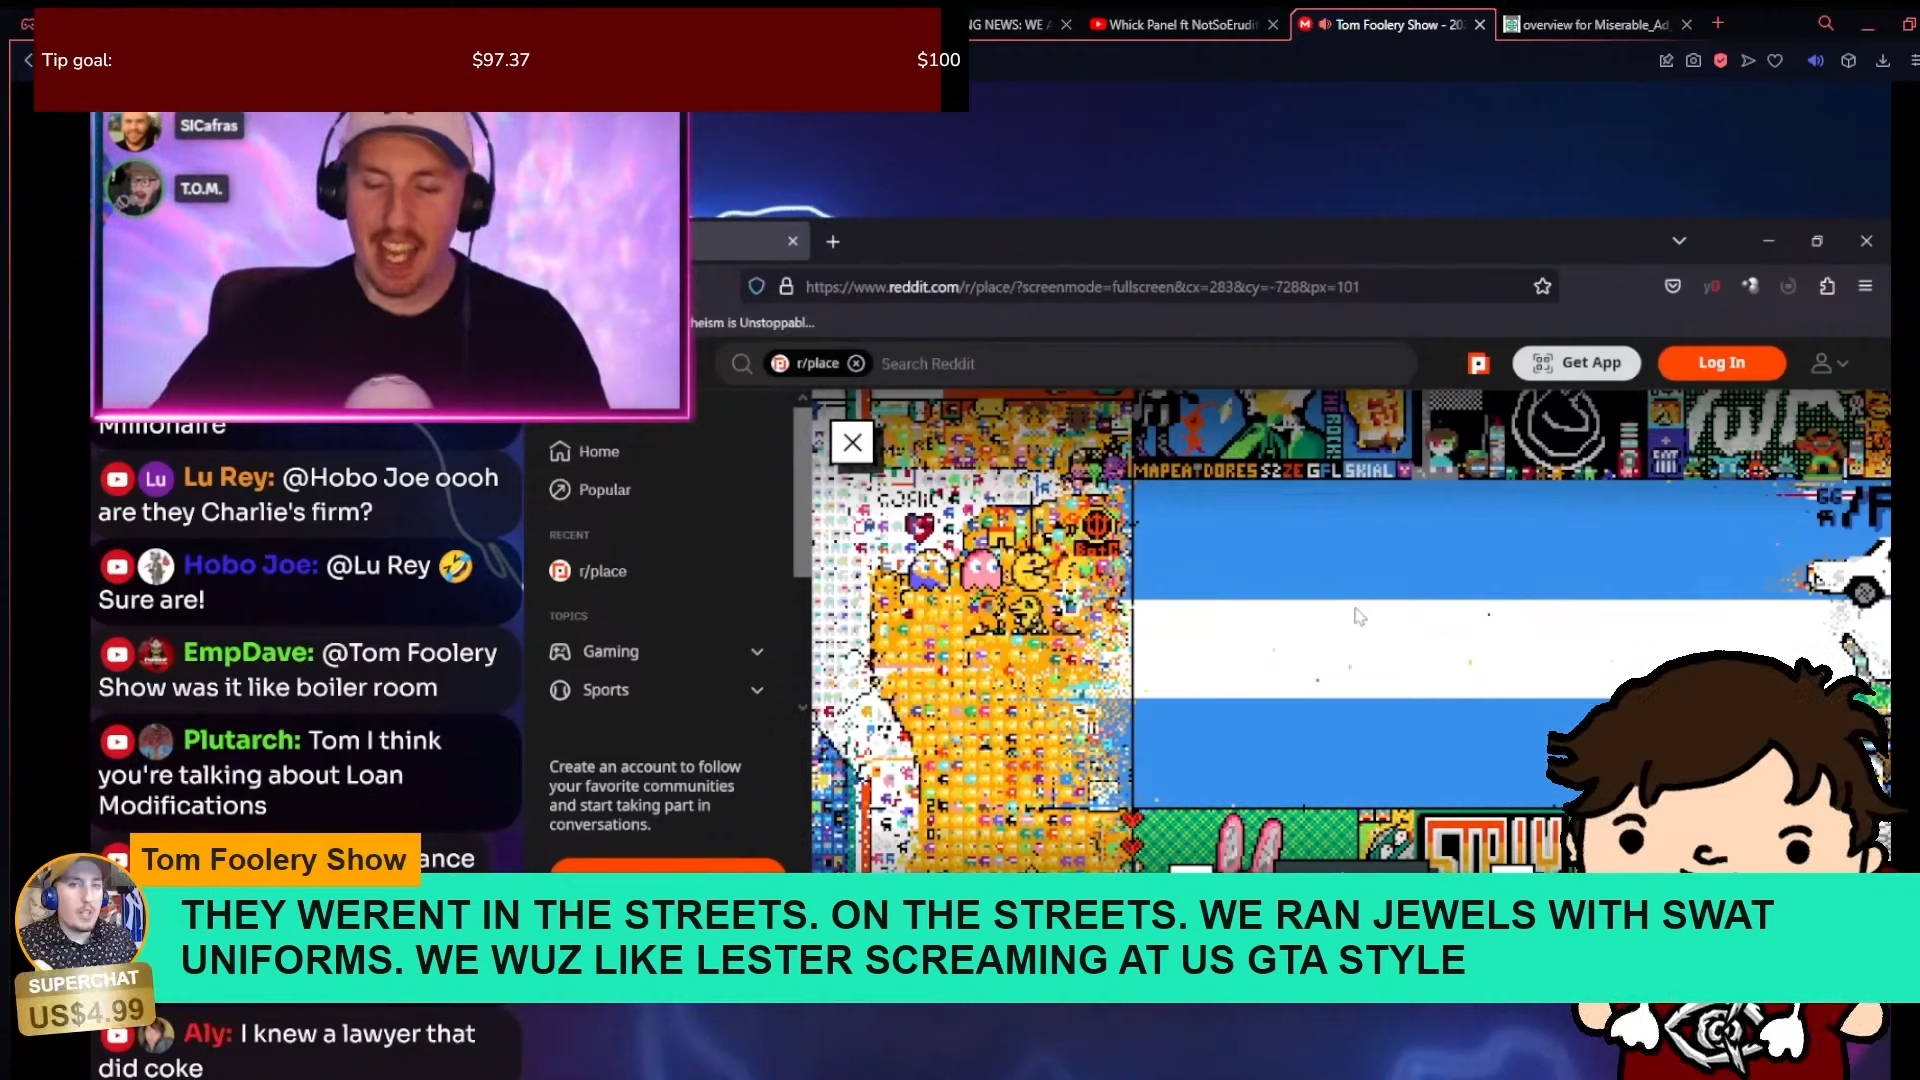 NG NEWS: WE A
Whick Panel ft NotSoErudit
Tom Foolery Show - 202
overview for Miserable_Ad
Tip goal:
$97.37
$100
SICafras
T.O.M.
https://www.reddit.com/r/place/?screenmode=fullscreen&cx=283&cy=-728&px=101
heism is Unstoppabl...
r/place
Search Reddit
Get App
Log In
MAPEATDORES
GFL
SKIAL
Millionaire
Lu Rey: @Hobo Joe oooh
are they Charlie's firm?
Hobo Joe: @Lu Rey 🤣
Sure are!
EmpDave: @Tom Foolery
Show was it like boiler room
Plutarch: Tom I think
you're talking about Loan
Modifications
ance
Home
Popular
RECENT
r/place
TOPICS
Gaming
Sports
Create an account to follow
your favorite communities
and start taking part in
conversations.
Tom Foolery Show
THEY WERENT IN THE STREETS. ON THE STREETS. WE RAN JEWELS WITH SWAT
UNIFORMS. WE WUZ LIKE LESTER SCREAMING AT US GTA STYLE
SUPERCHAT
US$4.99
Aly: I knew a lawyer that
did coke